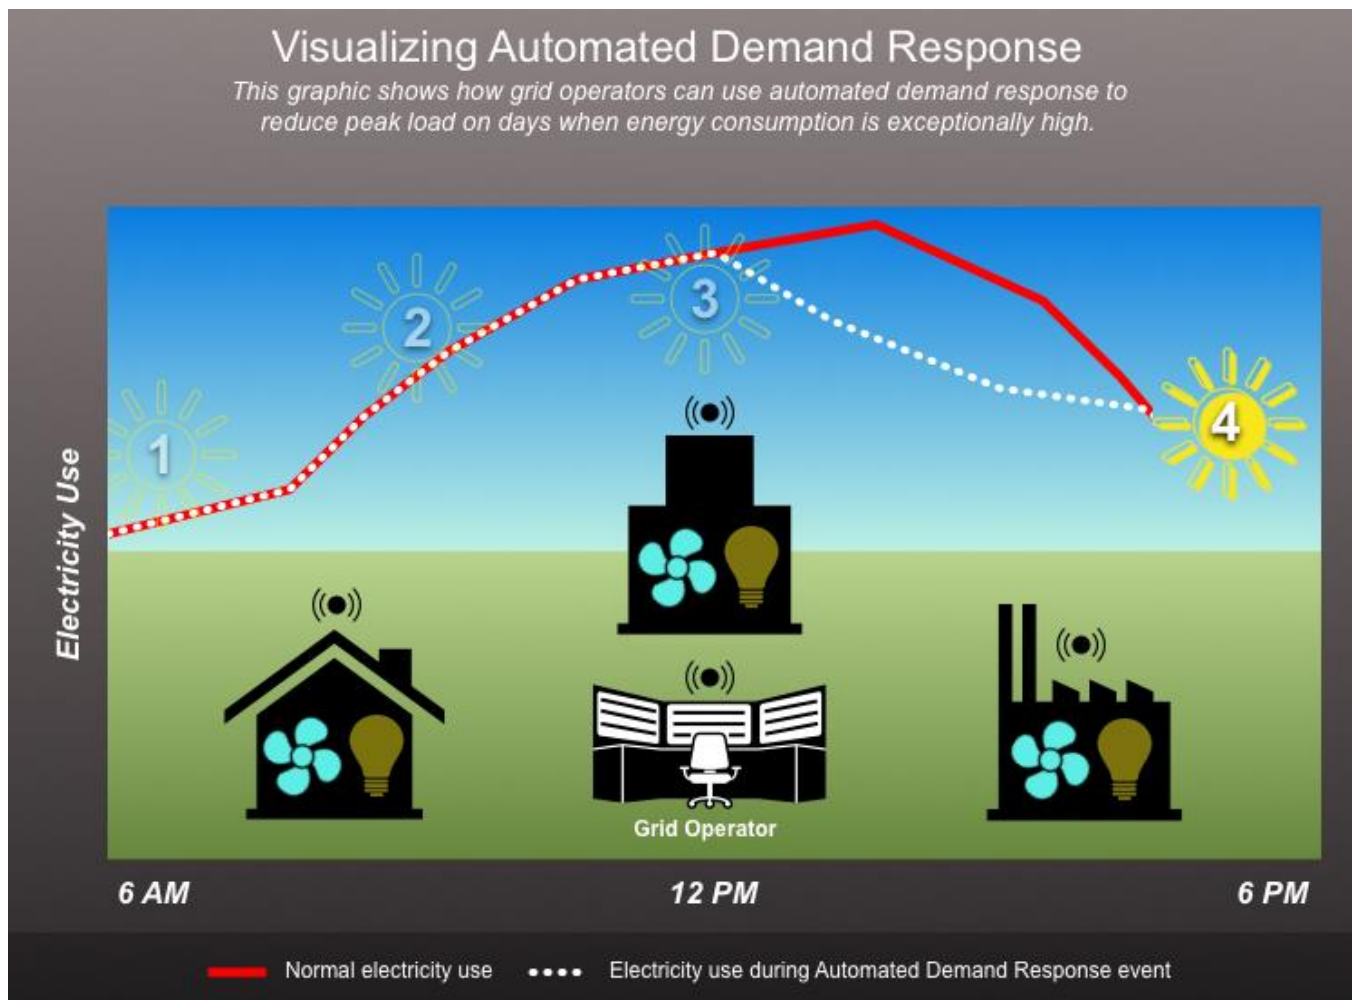 Visualizing Automated Demand Response
This graphic shows how grid operators can use automated demand response to
reduce peak load on days when energy consumption is exceptionally high.
1
2
3
4
Electricity Use
Grid Operator
6 AM
12 PM
6 PM
Normal electricity use
Electricity use during Automated Demand Response event